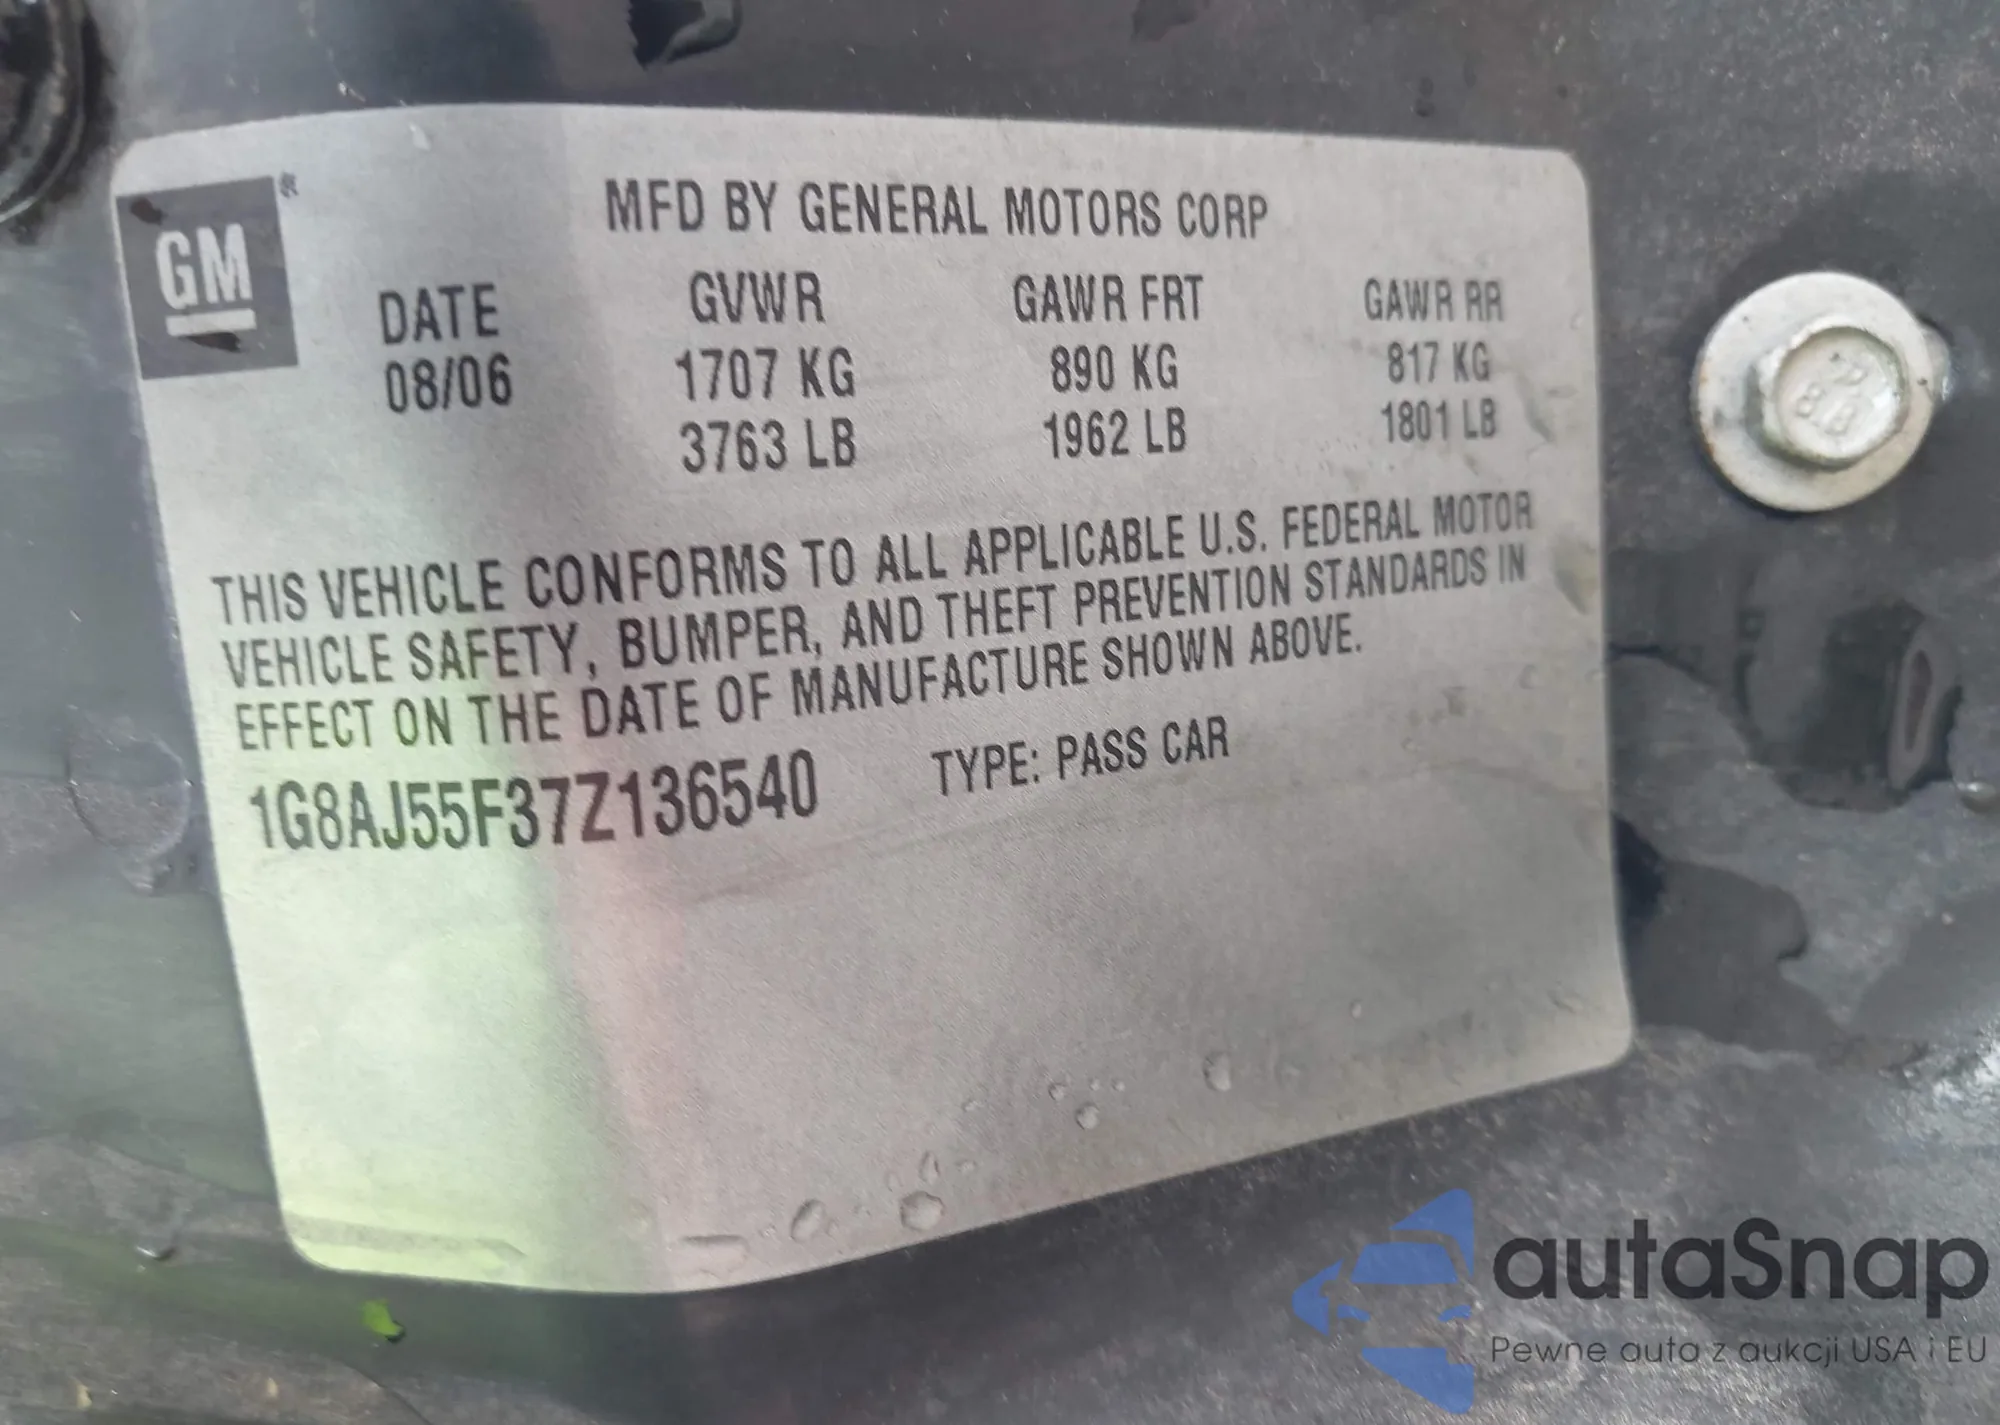 GM ®
MFD BY GENERAL MOTORS CORP
DATE GVWR GAWR FRT GAWR RR
08/06 1707 KG 890 KG 817 KG
3763 LB 1962 LB 1801 LB
THIS VEHICLE CONFORMS TO ALL APPLICABLE U.S. FEDERAL MOTOR
VEHICLE SAFETY, BUMPER, AND THEFT PREVENTION STANDARDS IN
EFFECT ON THE DATE OF MANUFACTURE SHOWN ABOVE.
1G8AJ55F37Z136540 TYPE: PASS CAR
autaSnap
Pewne auta z aukcji USA i EU